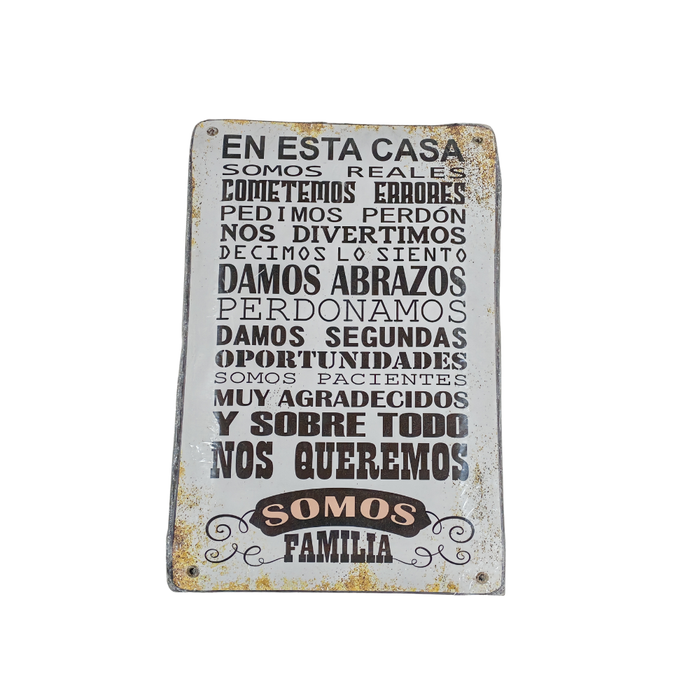 EN ESTA CASA
SOMOS REALES
COMETEMOS ERRORES
PEDIMOS PERDÓN
NOS DIVERTIMOS
DECIMOS LO SIENTO
DAMOS ABRAZOS
PERDONAMOS
DAMOS SEGUNDAS
OPORTUNIDADES
SOMOS PACIENTES
MUY AGRADECIDOS
Y SOBRE TODO
NOS QUEREMOS
SOMOS
FAMILIA